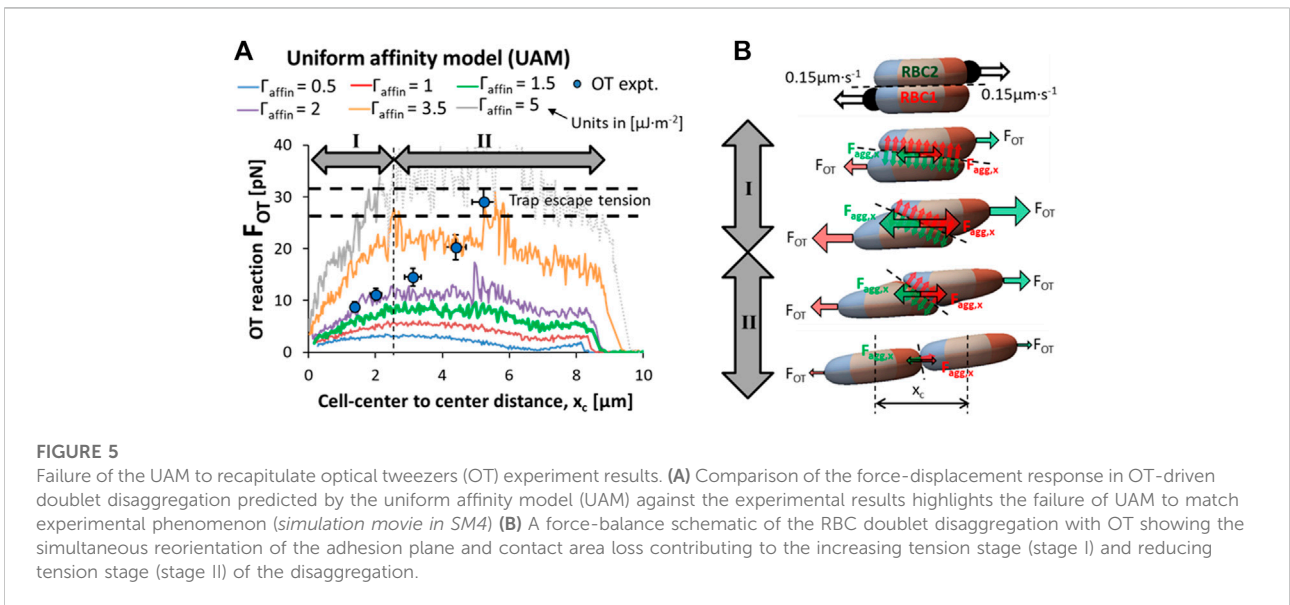 A
Uniform affinity model (UAM)
Γaffin = 0.5 Γaffin = 1 Γaffin = 1.5 OT expt.
Γaffin = 2 Γaffin = 3.5 Γaffin = 5
Units in [μJ·m⁻²]
I II
40
30
20
10
0
Trap escape tension
OT reaction FOT [pN]
0 2 4 6 8 10
Cell-center to center distance, xc [μm]
B
0.15μm·s⁻¹ RBC2
RBC1 0.15μm·s⁻¹
I
FOT
FOT Fagg,x Fagg,x
Fagg,x FOT
FOT Fagg,x
II
Fagg,x FOT
FOT Fagg,x
Fagg,x FOT
FOT Fagg,x
xc
FIGURE 5
Failure of the UAM to recapitulate optical tweezers (OT) experiment results. (A) Comparison of the force-displacement response in OT-driven
doublet disaggregation predicted by the uniform affinity model (UAM) against the experimental results highlights the failure of UAM to match
experimental phenomenon (simulation movie in SM4) (B) A force-balance schematic of the RBC doublet disaggregation with OT showing the
simultaneous reorientation of the adhesion plane and contact area loss contributing to the increasing tension stage (stage I) and reducing
tension stage (stage II) of the disaggregation.